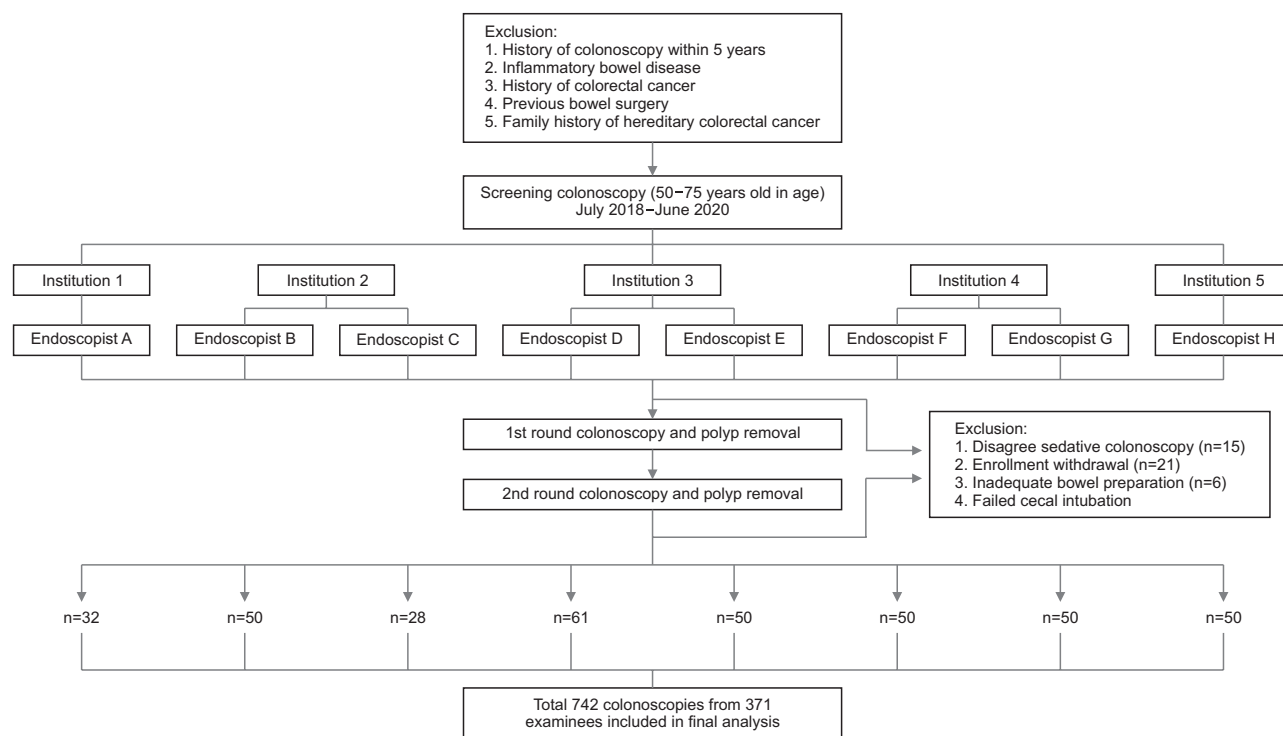 Exclusion:
1. History of colonoscopy within 5 years
2. Inflammatory bowel disease
3. History of colorectal cancer
4. Previous bowel surgery
5. Family history of hereditary colorectal cancer
Screening colonoscopy (50−75 years old in age)
July 2018−June 2020
Institution 1
Institution 2
Institution 3
Institution 4
Institution 5
Endoscopist A
Endoscopist B
Endoscopist C
Endoscopist D
Endoscopist E
Endoscopist F
Endoscopist G
Endoscopist H
1st round colonoscopy and polyp removal
2nd round colonoscopy and polyp removal
Exclusion:
1. Disagree sedative colonoscopy (n=15)
2. Enrollment withdrawal (n=21)
3. Inadequate bowel preparation (n=6)
4. Failed cecal intubation
n=32
n=50
n=28
n=61
n=50
n=50
n=50
n=50
Total 742 colonoscopies from 371
examinees included in final analysis